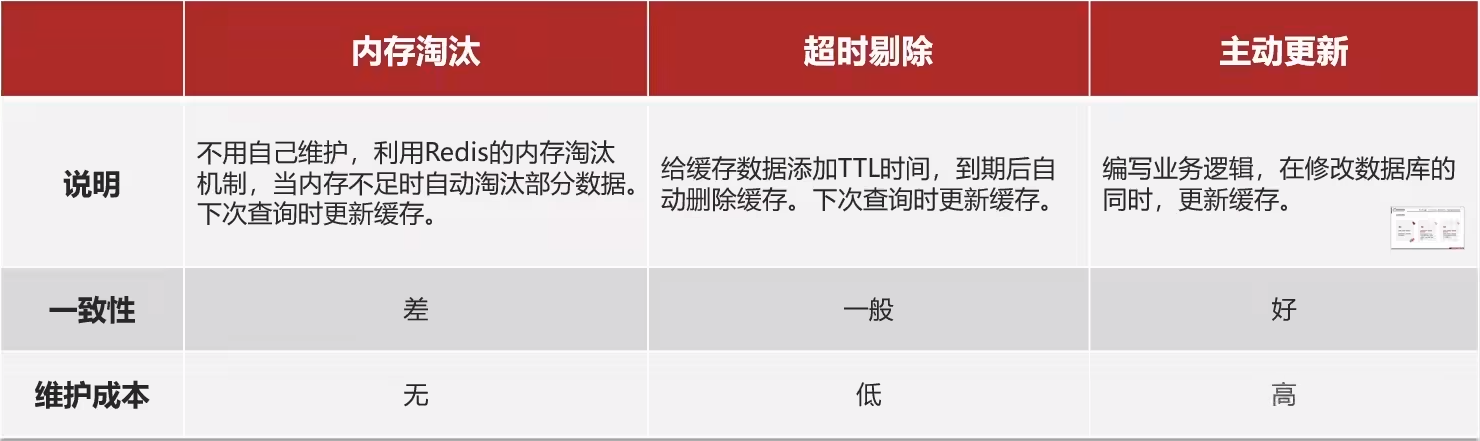 内存淘汰
超时剔除
主动更新
说明
不用自己维护，利用Redis的内存淘汰
机制，当内存不足时自动淘汰部分数据。
下次查询时更新缓存。
给缓存数据添加TTL时间，到期后自
动删除缓存。下次查询时更新缓存。
编写业务逻辑，在修改数据库的
同时，更新缓存。
一致性
差
一般
好
维护成本
无
低
高